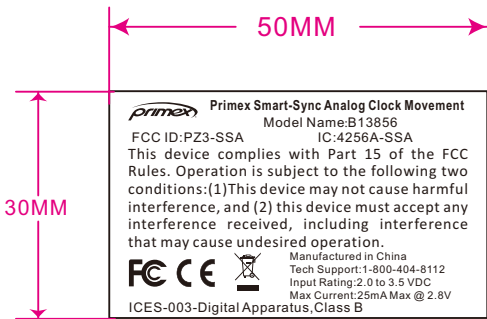 50MM
30MM
primex Primex Smart-Sync Analog Clock Movement
Model Name:B13856
FCC ID:PZ3-SSA IC:4256A-SSA
This device complies with Part 15 of the FCC
Rules. Operation is subject to the following two
conditions:(1)This device may not cause harmful
interference, and (2) this device must accept any
interference received, including interference
that may cause undesired operation.
FC CE
Manufactured in China
Tech Support:1-800-404-8112
Input Rating:2.0 to 3.5 VDC
Max Current:25mA Max @ 2.8V
ICES-003-Digital Apparatus,Class B